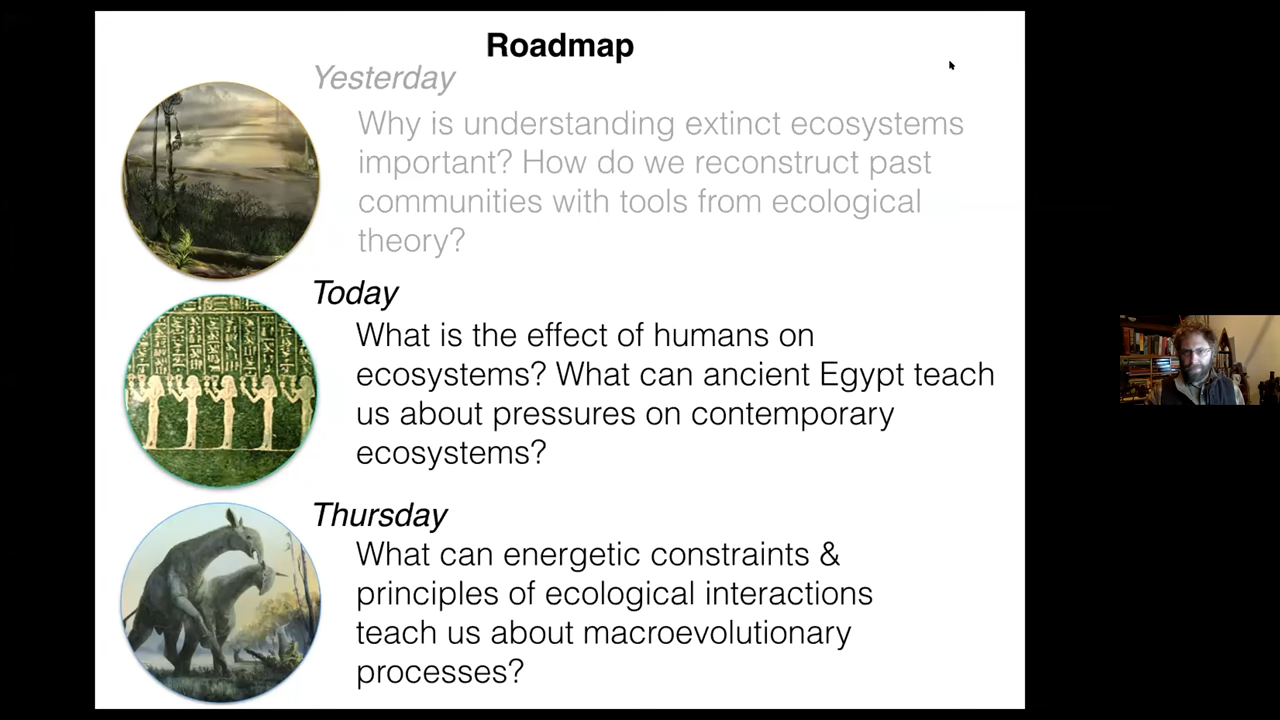 Roadmap
Yesterday
Why is understanding extinct ecosystems
important? How do we reconstruct past
communities with tools from ecological
theory?
Today
What is the effect of humans on
ecosystems? What can ancient Egypt teach
us about pressures on contemporary
ecosystems?
Thursday
What can energetic constraints &
principles of ecological interactions
teach us about macroevolutionary
processes?